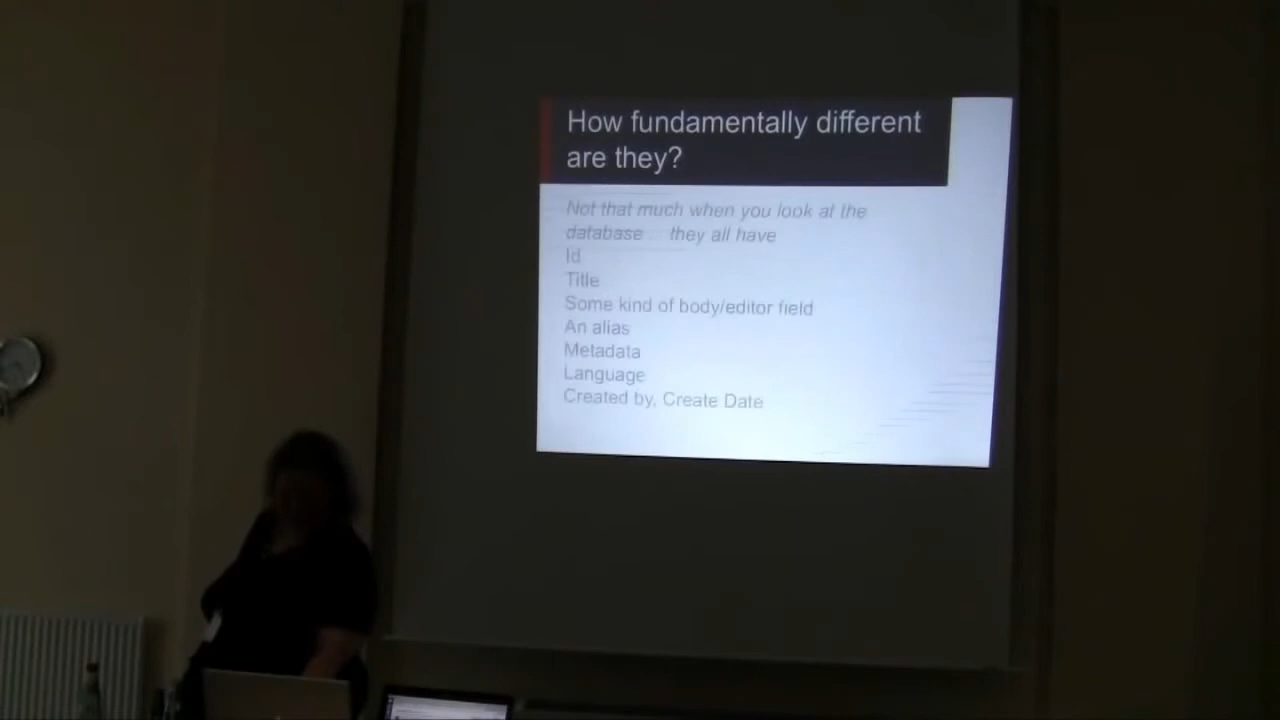 How fundamentally different
are they?
Not that much when you look at the
database ... they all have
Id
Title
Some kind of body/editor field
An alias
Metadata
Language
Created by, Create Date